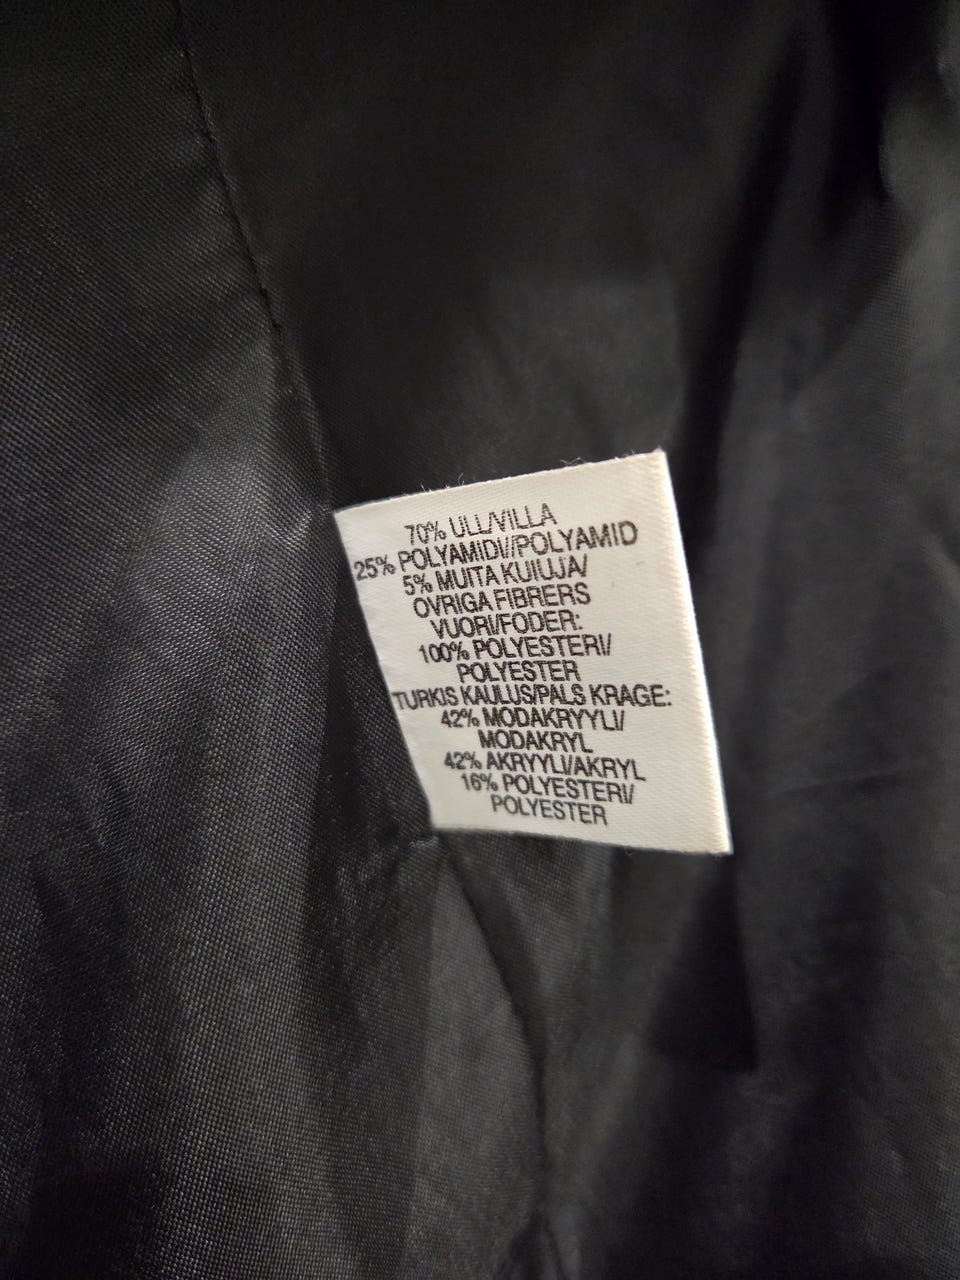 70% ULL/VILLA
25% POLYAMIDI/POLYAMID
5% MUITA KUIUJA/
OVRIGA FIBRERS
VUORI/FODER:
100% POLYESTERI/
POLYESTER
TURKIS KAULUS/PALS KRAGE:
42% MODAKRYYLI/
MODAKRYL
42% AKRYYLI/AKRYL
16% POLYESTERI/
POLYESTER